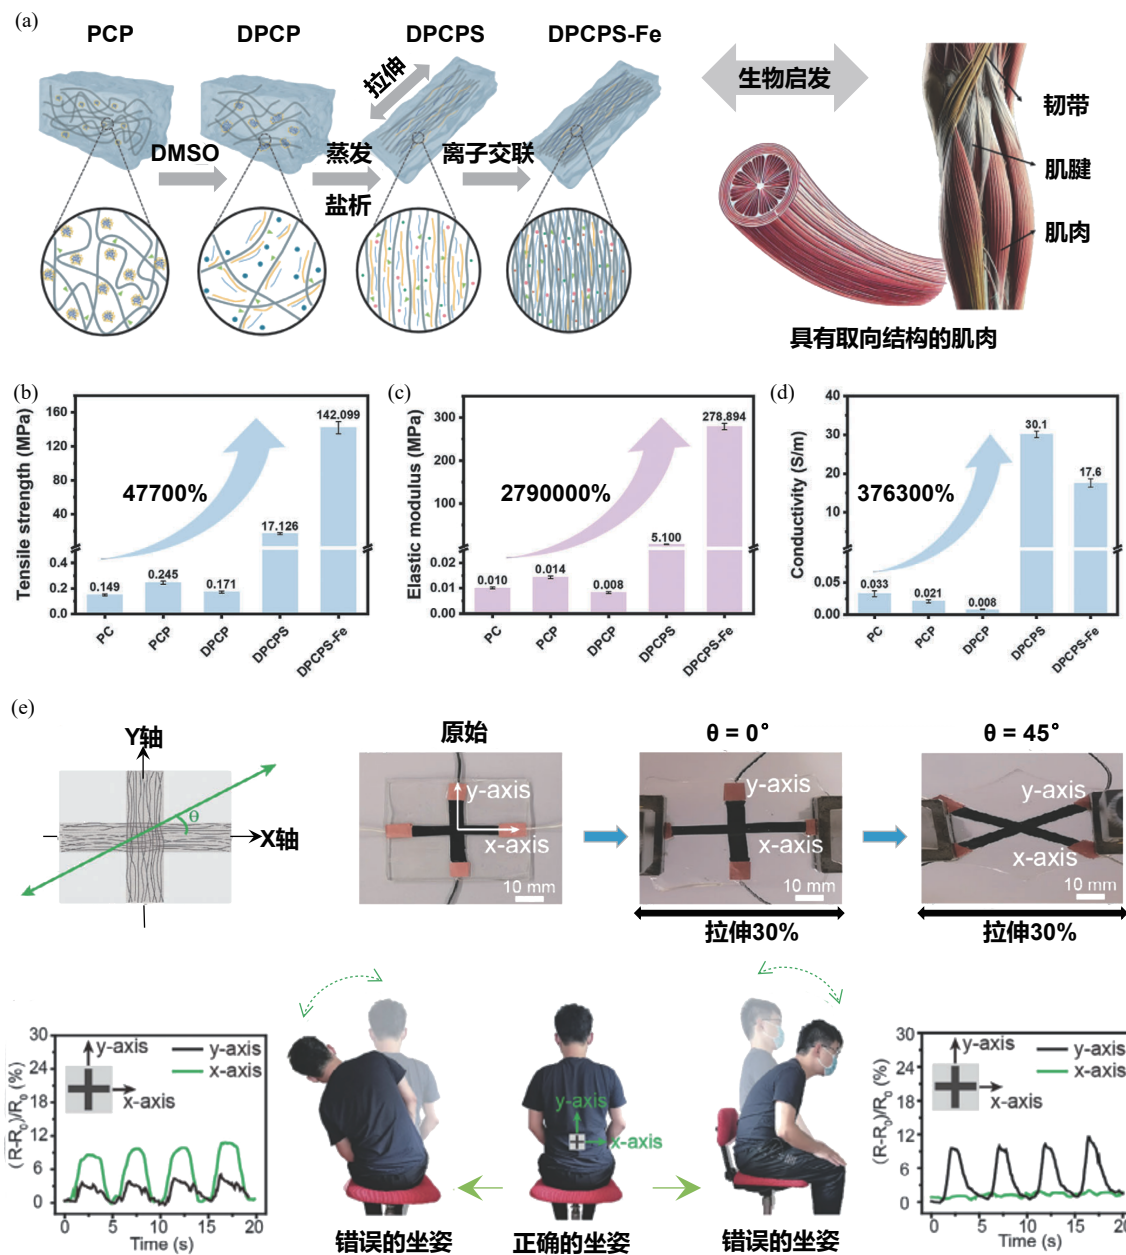 (a)
PCP
DPCP
DPCPS
DPCPS-Fe
拉伸
DMSO
蒸发
盐析
离子交联
生物启发
韧带
肌腱
肌肉
具有取向结构的肌肉
(b)
Tensile strength (MPa)
160
120
80
40
0.4
0.2
0.0
47700%
0.149
0.245
0.171
17.126
142.099
PC
PCP
DPCP
DPCPS
DPCPS-Fe
(c)
Elastic modulus (MPa)
300
200
100
0.02
0.01
0.00
2790000%
0.010
0.014
0.008
5.100
278.894
PC
PCP
DPCP
DPCPS
DPCPS-Fe
(d)
Conductivity (S/m)
40
30
20
10
0.05
0.00
376300%
0.033
0.021
0.008
30.1
17.6
PC
PCP
DPCP
DPCPS
DPCPS-Fe
(e)
Y轴
X轴
θ
原始
y-axis
x-axis
10 mm
θ = 0°
y-axis
x-axis
10 mm
拉伸30%
θ = 45°
y-axis
x-axis
10 mm
拉伸30%
(R-R0)/R0 (%)
30
24
18
12
6
0
y-axis
x-axis
y-axis
x-axis
0 5 10 15 20
Time (s)
错误的坐姿
y-axis
x-axis
正确的坐姿
错误的坐姿
(R-R0)/R0 (%)
30
24
18
12
6
0
y-axis
x-axis
y-axis
x-axis
0 5 10 15 20
Time (s)